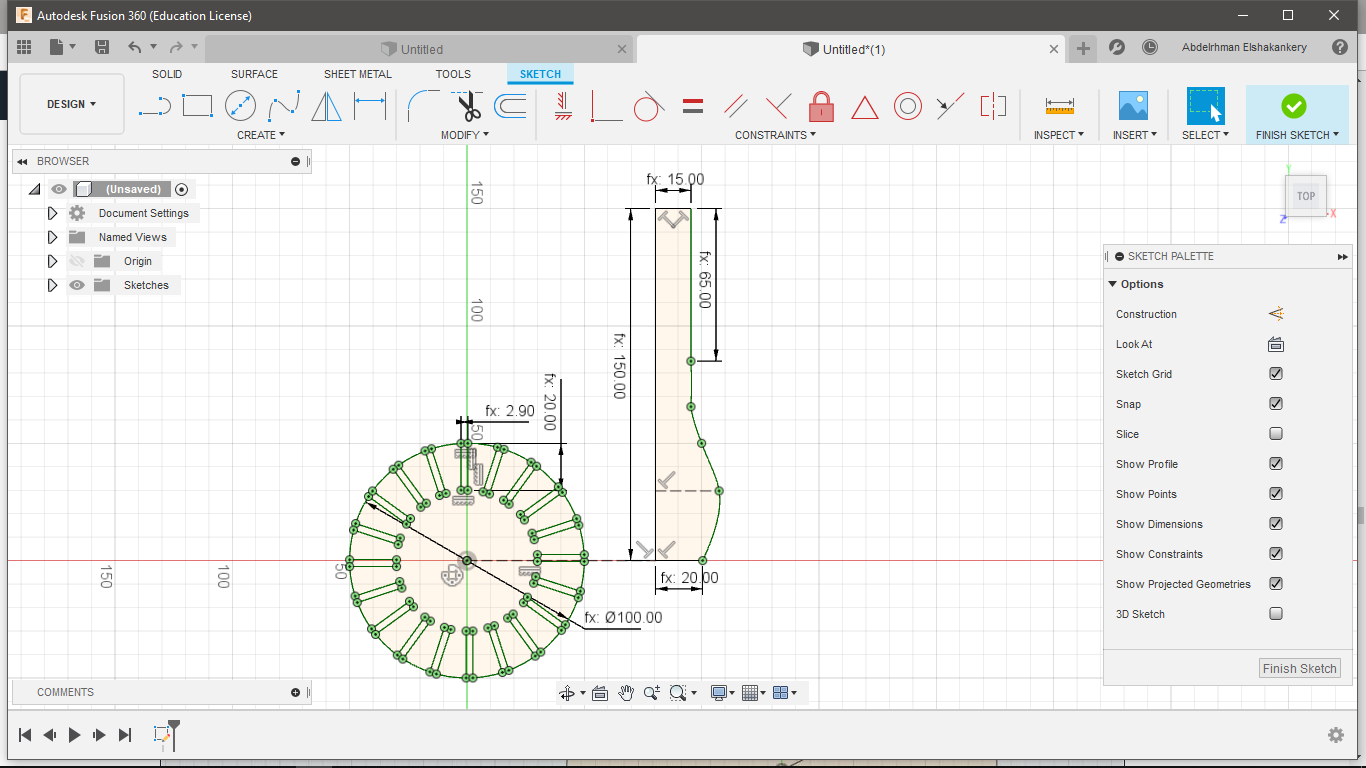 Autodesk Fusion 360 (Education License)
Untitled
Untitled*(1)
Abdelrhman Elshakankery
DESIGN
SOLID
SURFACE
SHEET METAL
TOOLS
SKETCH
CREATE
MODIFY
CONSTRAINTS
INSPECT
INSERT
SELECT
FINISH SKETCH
BROWSER
(Unsaved)
Document Settings
Named Views
Origin
Sketches
TOP
Y
X
Z
150
100
50
150
100
50
fx: 15.00
fx: 65.00
fx: 150.00
fx: 20.00
fx: 2.90
fx: 20.00
fx: Ø100.00
SKETCH PALETTE
Options
Construction
Look At
Sketch Grid
Snap
Slice
Show Profile
Show Points
Show Dimensions
Show Constraints
Show Projected Geometries
3D Sketch
Finish Sketch
COMMENTS